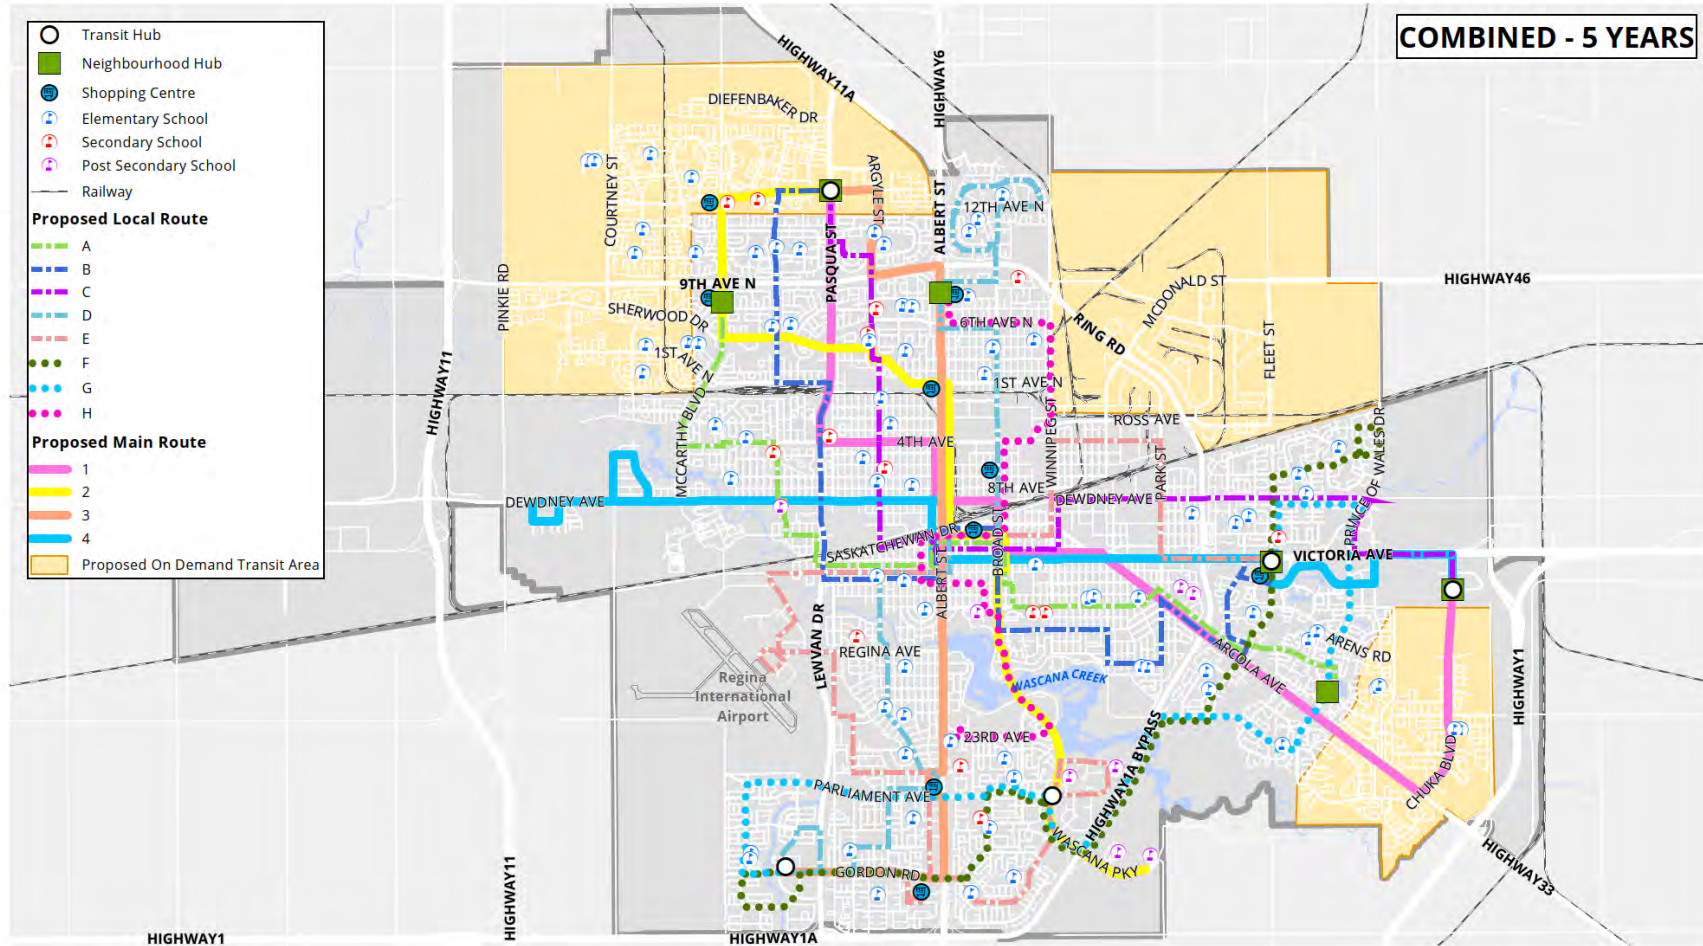 COMBINED - 5 YEARS
Transit Hub
Neighbourhood Hub
Shopping Centre
Elementary School
Secondary School
Post Secondary School
Railway
Proposed Local Route
A
B
C
D
E
F
G
H
Proposed Main Route
1
2
3
4
Proposed On Demand Transit Area
HIGHWAY11A
HIGHWAY6
DIEFENBAKER DR
COURTNEY ST
ARGYLE ST
ALBERT ST
12TH AVE N
PASQUA ST
PINKIE RD
9TH AVE N
SHERWOOD DR
1ST AVE N
6TH AVE N
RING RD
MCDONALD ST
HIGHWAY46
FLEET ST
HIGHWAY11
1ST AVE N
MCCARTHY BLVD
WINNIPEG ST
ROSS AVE
4TH AVE
PARK ST
PRINCE OF WALES DR
8TH AVE
DEWDNEY AVE
DEWDNEY AVE
SASKATCHEWAN DR
BROAD ST
VICTORIA AVE
ALBERT ST
LEWVAN DR
REGINA AVE
Regina
International
Airport
WASCANA CREEK
ARCOLA AVE
ARENS RD
HIGHWAY1
23RD AVE
HIGHWAY1A BYPASS
CHUKA BLVD
PARLIAMENT AVE
WASCANA PKY
GORDON RD
HIGHWAY33
HIGHWAY11
HIGHWAY1
HIGHWAY1A